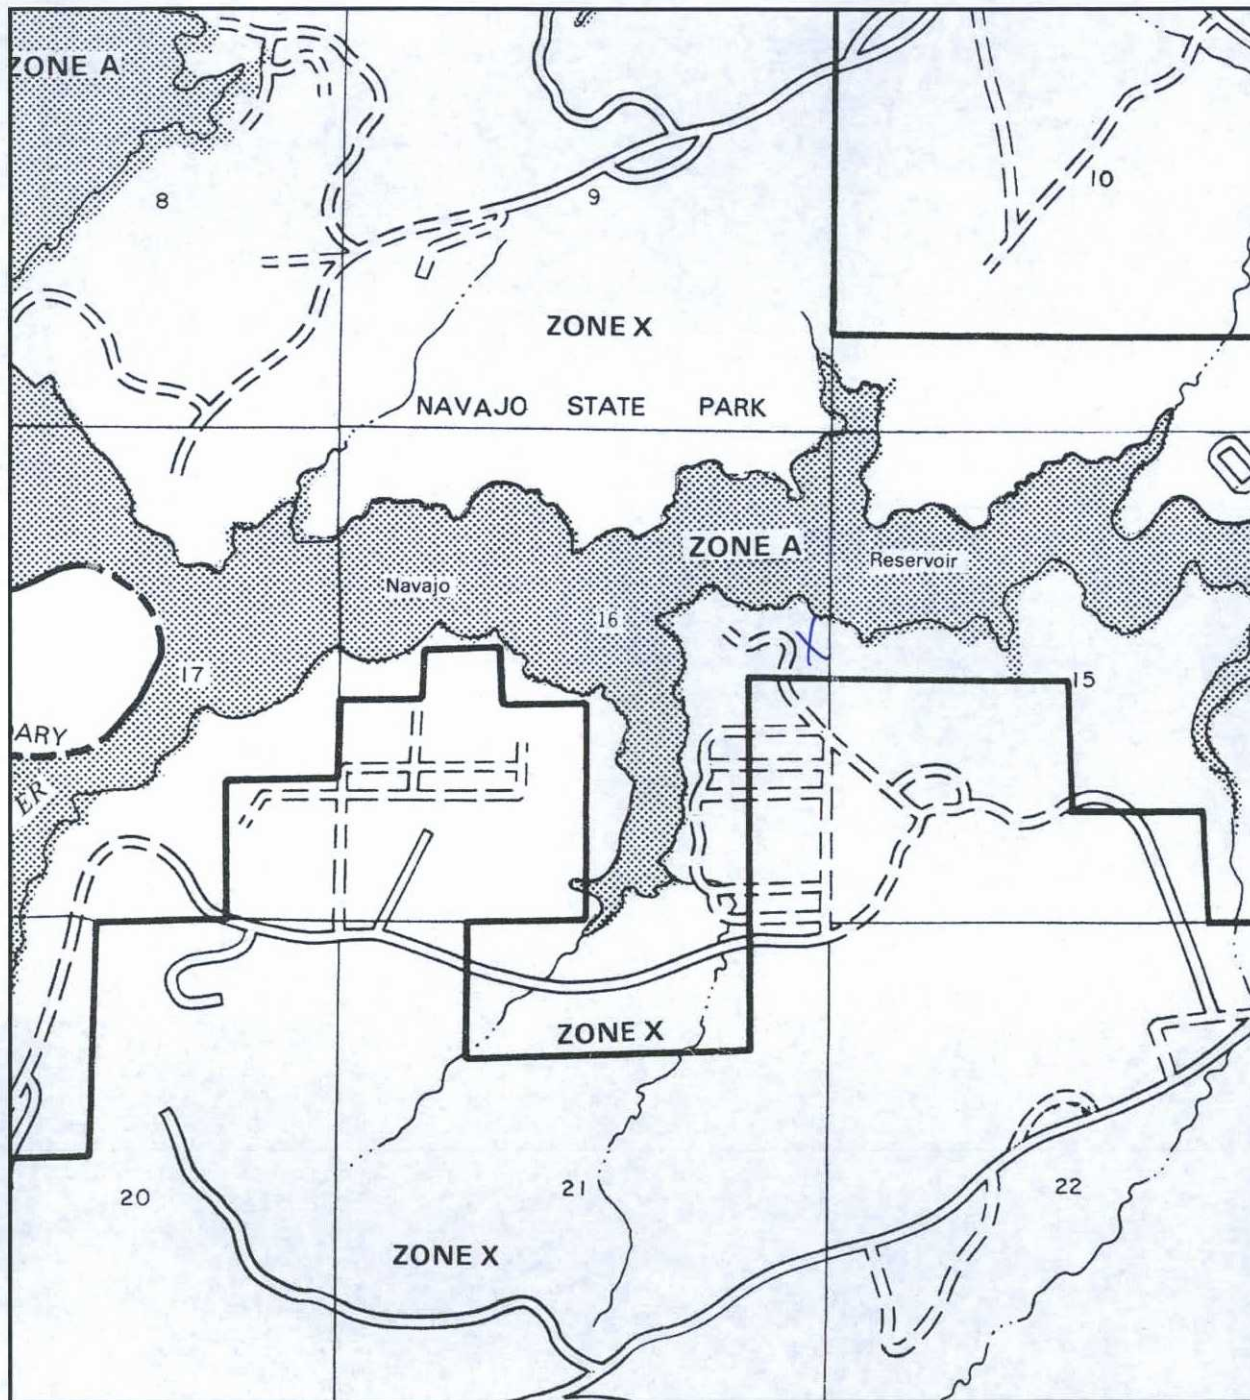 ZONE A
8
9
10
ZONE X
NAVAJO STATE PARK
ZONE A
Reservoir
Navajo
16
17
15
DARY
ER
X
ZONE X
20
21
22
ZONE X